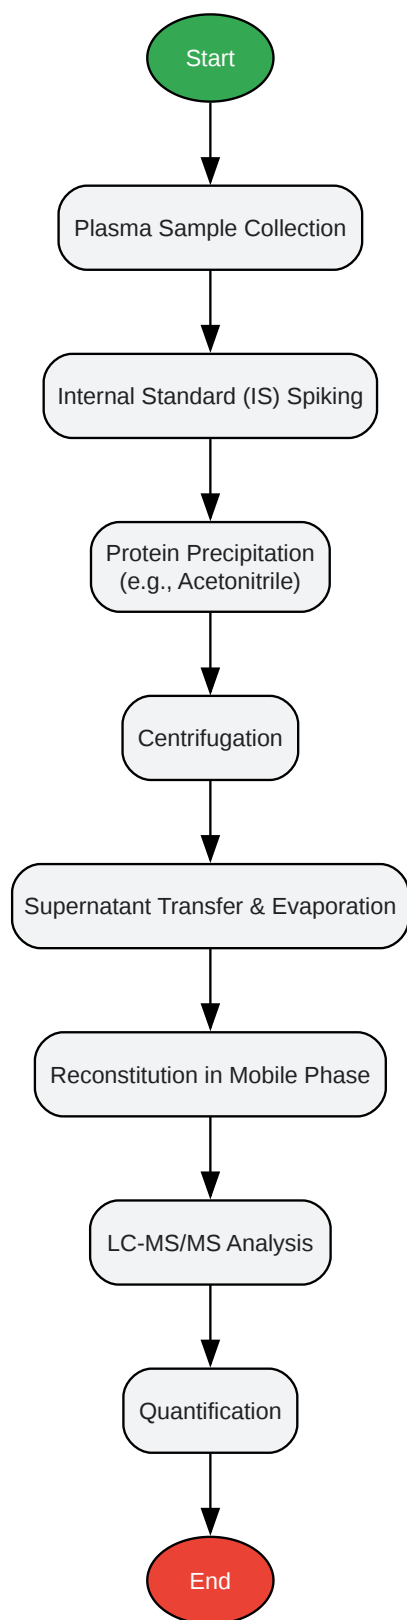 Start
Plasma Sample Collection
Internal Standard (IS) Spiking
Protein Precipitation
(e.g., Acetonitrile)
Centrifugation
Supernatant Transfer & Evaporation
Reconstitution in Mobile Phase
LC-MS/MS Analysis
Quantification
End